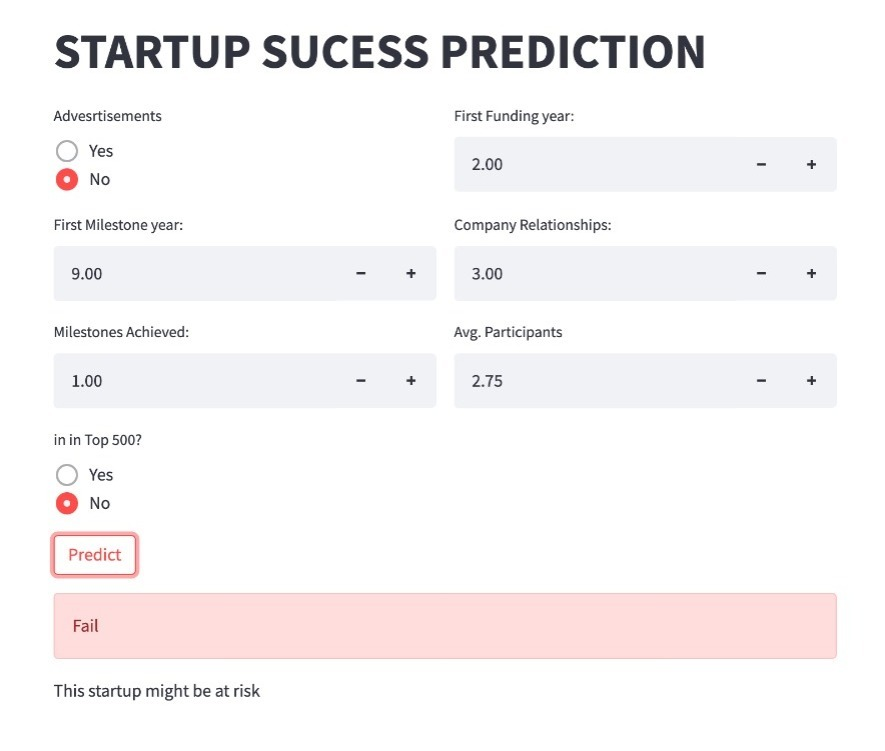 STARTUP SUCESS PREDICTION
Advesrtisements
Yes
No
First Funding year:
2.00 − +
First Milestone year:
9.00 − +
Company Relationships:
3.00 − +
Milestones Achieved:
1.00 − +
Avg. Participants
2.75 − +
in in Top 500?
Yes
No
Predict
Fail
This startup might be at risk